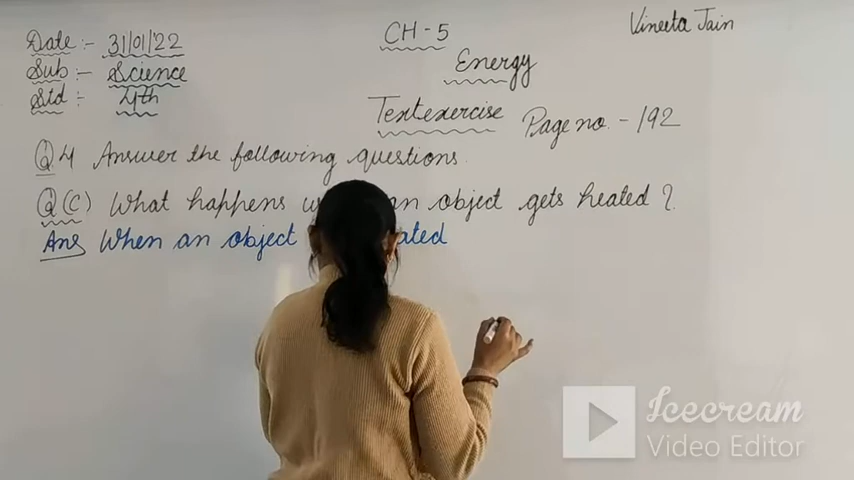 Date :- 31/01/22
Sub :- Science
Std :- 4th
CH-5
Energy
Textexercise Page no. - 192
Vineeta Jain
Q4 Answer the following questions.
Q(C) What happens an object gets heated ?
Ans When an object
Icecream
Video Editor